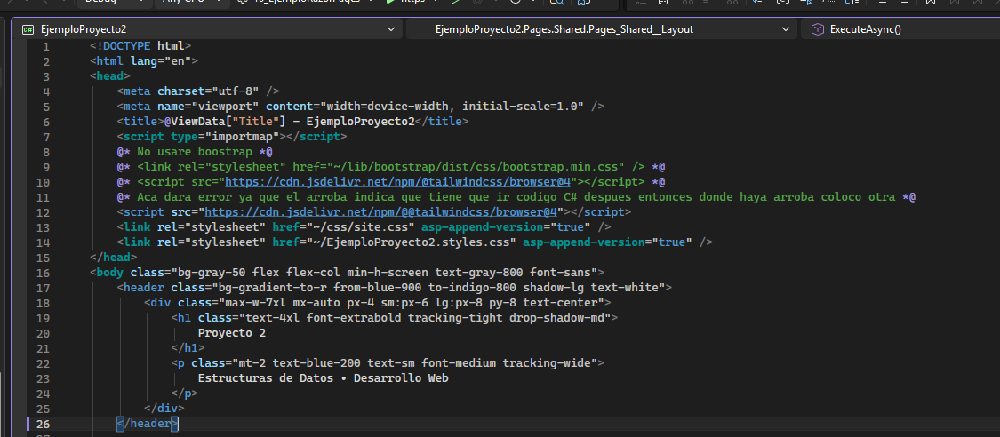 EjemploProyecto2 EjemploProyecto2.Pages.Shared.Pages_Shared__Layout ExecuteAsync()
1 <!DOCTYPE html>
2 <html lang="en">
3 <head>
4 <meta charset="utf-8" />
5 <meta name="viewport" content="width=device-width, initial-scale=1.0" />
6 <title>@ViewData["Title"] - EjemploProyecto2</title>
7 <script type="importmap"></script>
8 @* No usare boostrap *@
9 @* <link rel="stylesheet" href="~/lib/bootstrap/dist/css/bootstrap.min.css" /> *@
10 @* <script src="https://cdn.jsdelivr.net/npm/@tailwindcss/browser@4"></script> *@
11 @* Aca dara error ya que el arroba indica que tiene que ir codigo C# despues entonces donde haya arroba coloco otra *@
12 <script src="https://cdn.jsdelivr.net/npm/@@tailwindcss/browser@4"></script>
13 <link rel="stylesheet" href="~/css/site.css" asp-append-version="true" />
14 <link rel="stylesheet" href="~/EjemploProyecto2.styles.css" asp-append-version="true" />
15 </head>
16 <body class="bg-gray-50 flex flex-col min-h-screen text-gray-800 font-sans">
17 <header class="bg-gradient-to-r from-blue-900 to-indigo-800 shadow-lg text-white">
18 <div class="max-w-7xl mx-auto px-4 sm:px-6 lg:px-8 py-8 text-center">
19 <h1 class="text-4xl font-extrabold tracking-tight drop-shadow-md">
20 Proyecto 2
21 </h1>
22 <p class="mt-2 text-blue-200 text-sm font-medium tracking-wide">
23 Estructuras de Datos • Desarrollo Web
24 </p>
25 </div>
26 </header>